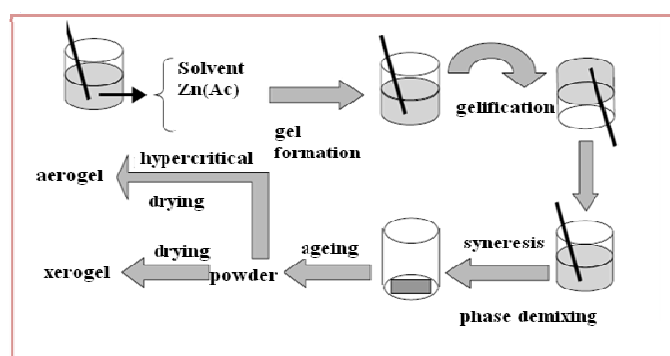 Solvent
Zn(Ac)
gel
formation
gelification
hypercritical
aerogel
drying
syneresis
ageing
drying
xerogel
powder
phase demixing